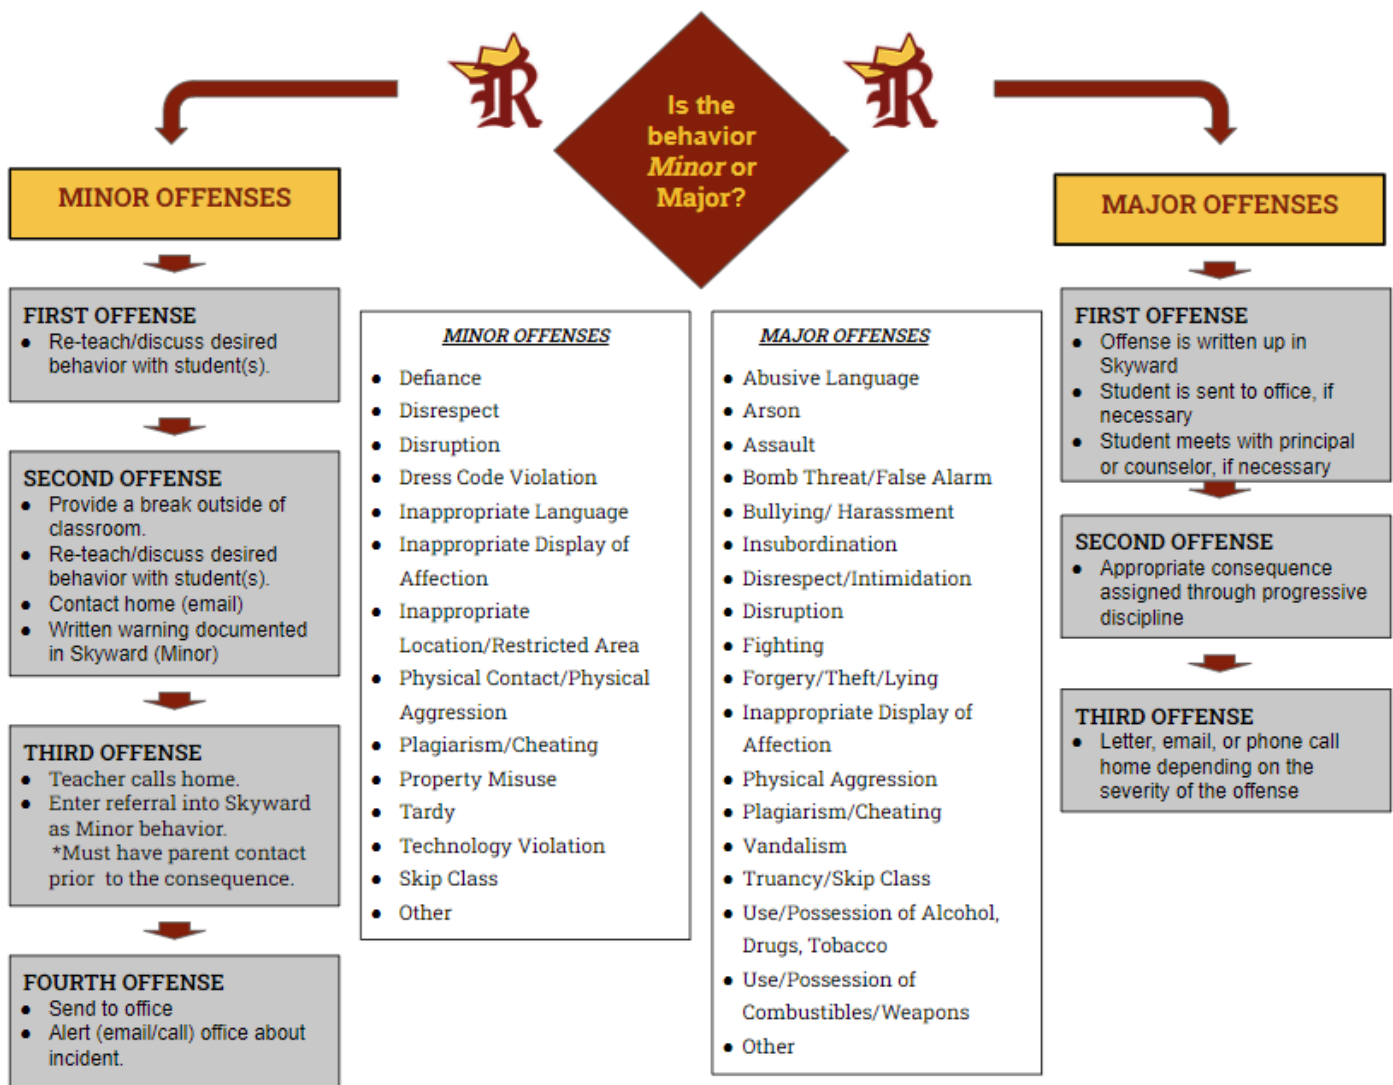 R
Is the
behavior
Minor or
Major?
R
MINOR OFFENSES
FIRST OFFENSE
● Re-teach/discuss desired
behavior with student(s).
SECOND OFFENSE
● Provide a break outside of
classroom.
● Re-teach/discuss desired
behavior with student(s).
● Contact home (email)
● Written warning documented
in Skyward (Minor)
THIRD OFFENSE
● Teacher calls home.
● Enter referral into Skyward
as Minor behavior.
*Must have parent contact
prior to the consequence.
FOURTH OFFENSE
● Send to office
● Alert (email/call) office about
incident.
MINOR OFFENSES
● Defiance
● Disrespect
● Disruption
● Dress Code Violation
● Inappropriate Language
● Inappropriate Display of
Affection
● Inappropriate
Location/Restricted Area
● Physical Contact/Physical
Aggression
● Plagiarism/Cheating
● Property Misuse
● Tardy
● Technology Violation
● Skip Class
● Other
MAJOR OFFENSES
● Abusive Language
● Arson
● Assault
● Bomb Threat/False Alarm
● Bullying/ Harassment
● Insubordination
● Disrespect/Intimidation
● Disruption
● Fighting
● Forgery/Theft/Lying
● Inappropriate Display of
Affection
● Physical Aggression
● Plagiarism/Cheating
● Vandalism
● Truancy/Skip Class
● Use/Possession of Alcohol,
Drugs, Tobacco
● Use/Possession of
Combustibles/Weapons
● Other
MAJOR OFFENSES
FIRST OFFENSE
● Offense is written up in
Skyward
● Student is sent to office, if
necessary
● Student meets with principal
or counselor, if necessary
SECOND OFFENSE
● Appropriate consequence
assigned through progressive
discipline
THIRD OFFENSE
● Letter, email, or phone call
home depending on the
severity of the offense